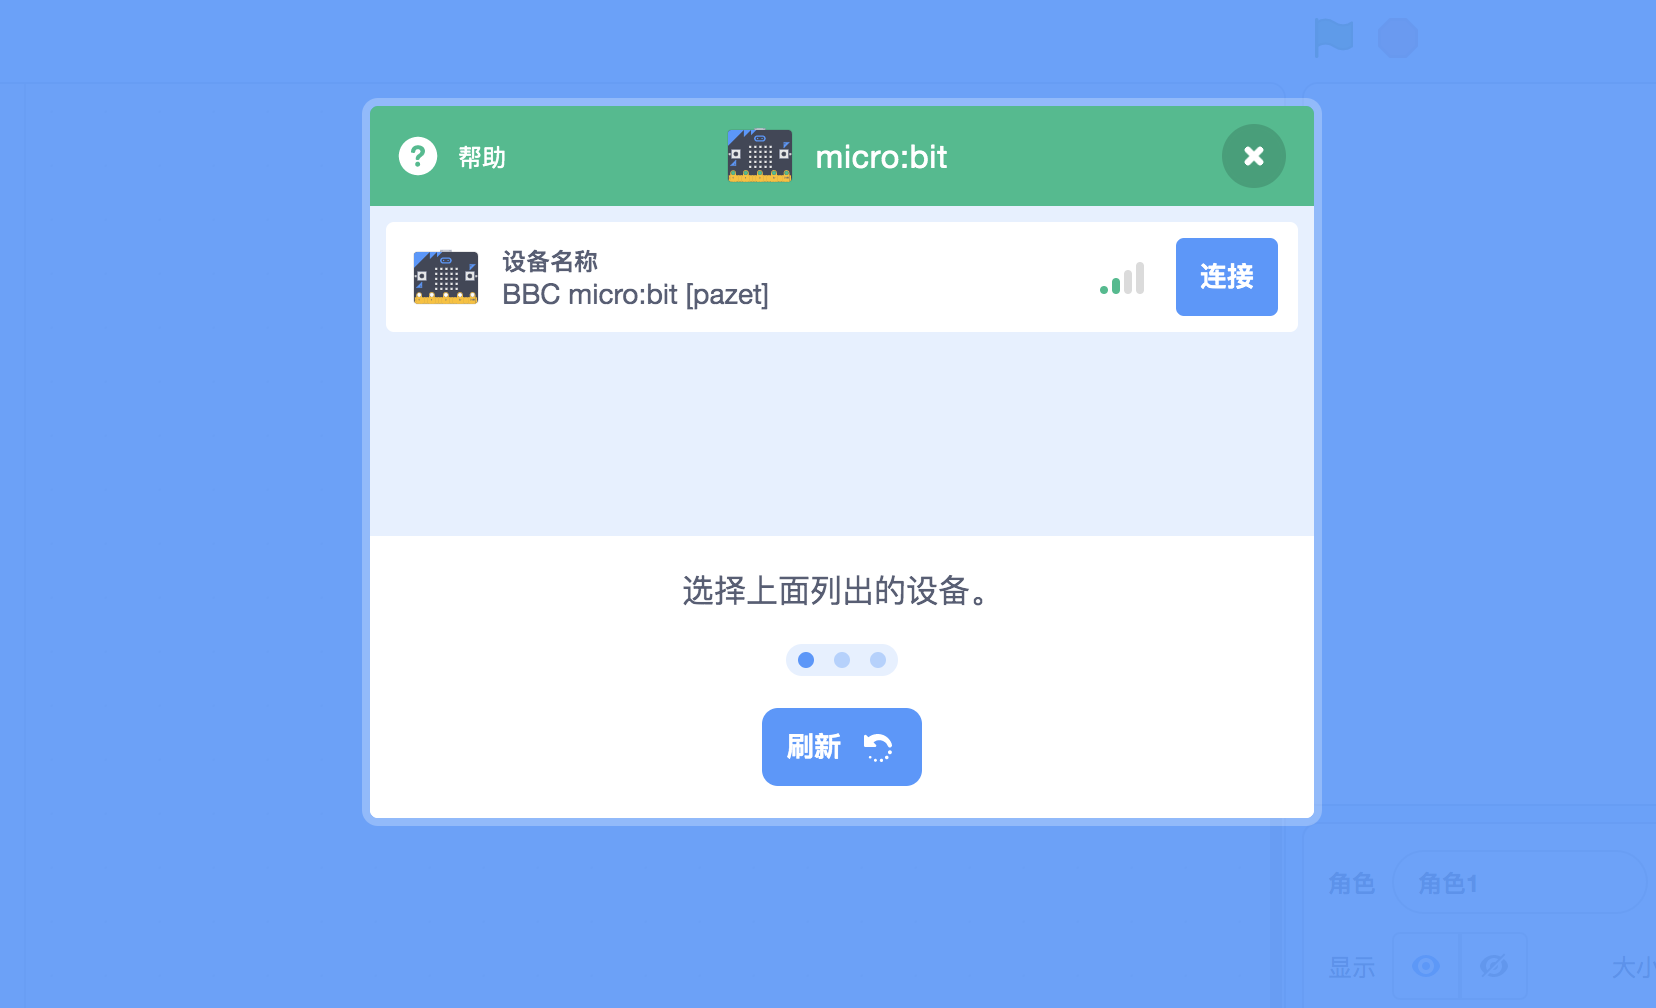 帮助
micro:bit
设备名称
BBC micro:bit [pazet]
连接
选择上面列出的设备。
刷新
角色
角色1
显示
大小